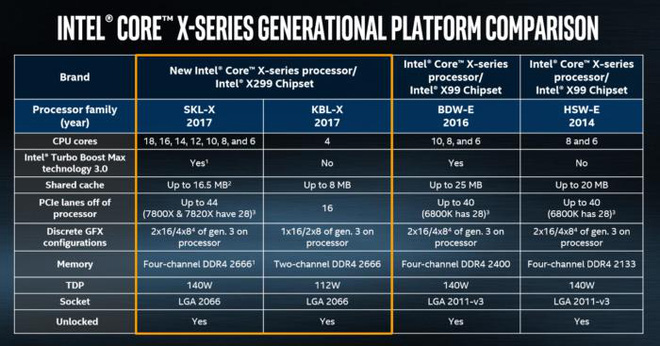 INTEL® CORE™ X-SERIES GENERATIONAL PLATFORM COMPARISON
Brand
New Intel® Core™ X-series processor/
Intel® X299 Chipset
Intel® Core™ X-series
processor/
Intel® X99 Chipset
Intel® Core™ X-series
processor/
Intel® X99 Chipset
Processor family
(year)
SKL-X
2017
KBL-X
2017
BDW-E
2016
HSW-E
2014
CPU cores
18, 16, 14, 12, 10, 8, and 6
4
10, 8, and 6
8 and 6
Intel® Turbo Boost Max
technology 3.0
Yes¹
No
Yes
No
Shared cache
Up to 16.5 MB²
Up to 8 MB
Up to 25 MB
Up to 20 MB
PCIe lanes off of
processor
Up to 44
(7800X & 7820X have 28)³
16
Up to 40
(6800K has 28)³
Up to 40
(6800K has 28)³
Discrete GFX
configurations
2x16/4x8⁴ of gen. 3 on
processor
1x16/2x8 of gen. 3 on
processor
2x16/4x8⁴ of gen. 3 on
processor
2x16/4x8⁴ of gen. 3 on
processor
Memory
Four-channel DDR4 2666¹
Two-channel DDR4 2666
Four-channel DDR4 2400
Four-channel DDR4 2133
TDP
140W
112W
140W
140W
Socket
LGA 2066
LGA 2066
LGA 2011-v3
LGA 2011-v3
Unlocked
Yes
Yes
Yes
Yes